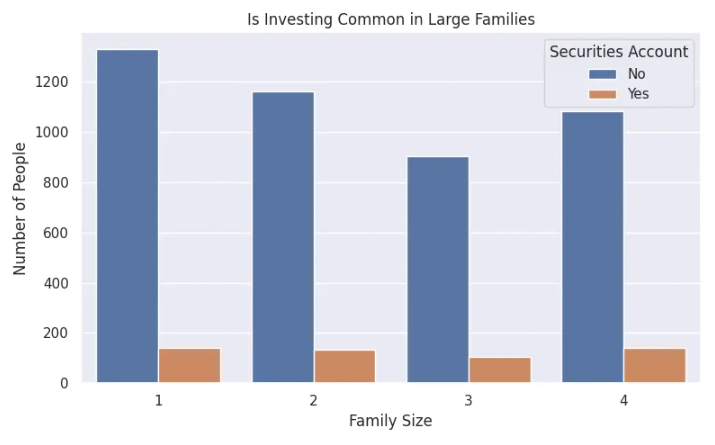 Is Investing Common in Large Families
Securities Account
No
Yes
1200
1000
800
600
400
200
0
Number of People
1 2 3 4
Family Size